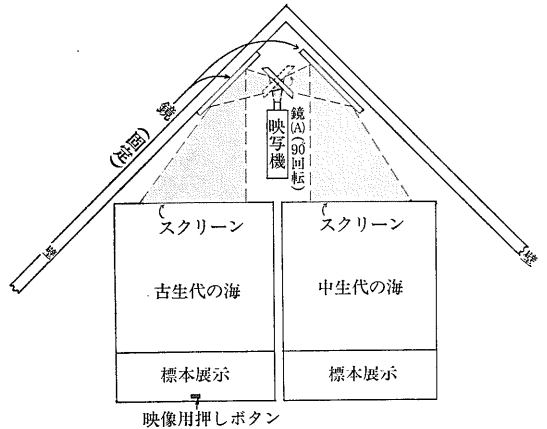 鏡(固定)
映写機
鏡(A)(90°回転)
壁
壁
スクリーン
スクリーン
古生代の海
中生代の海
標本展示
標本展示
映像用押しボタン